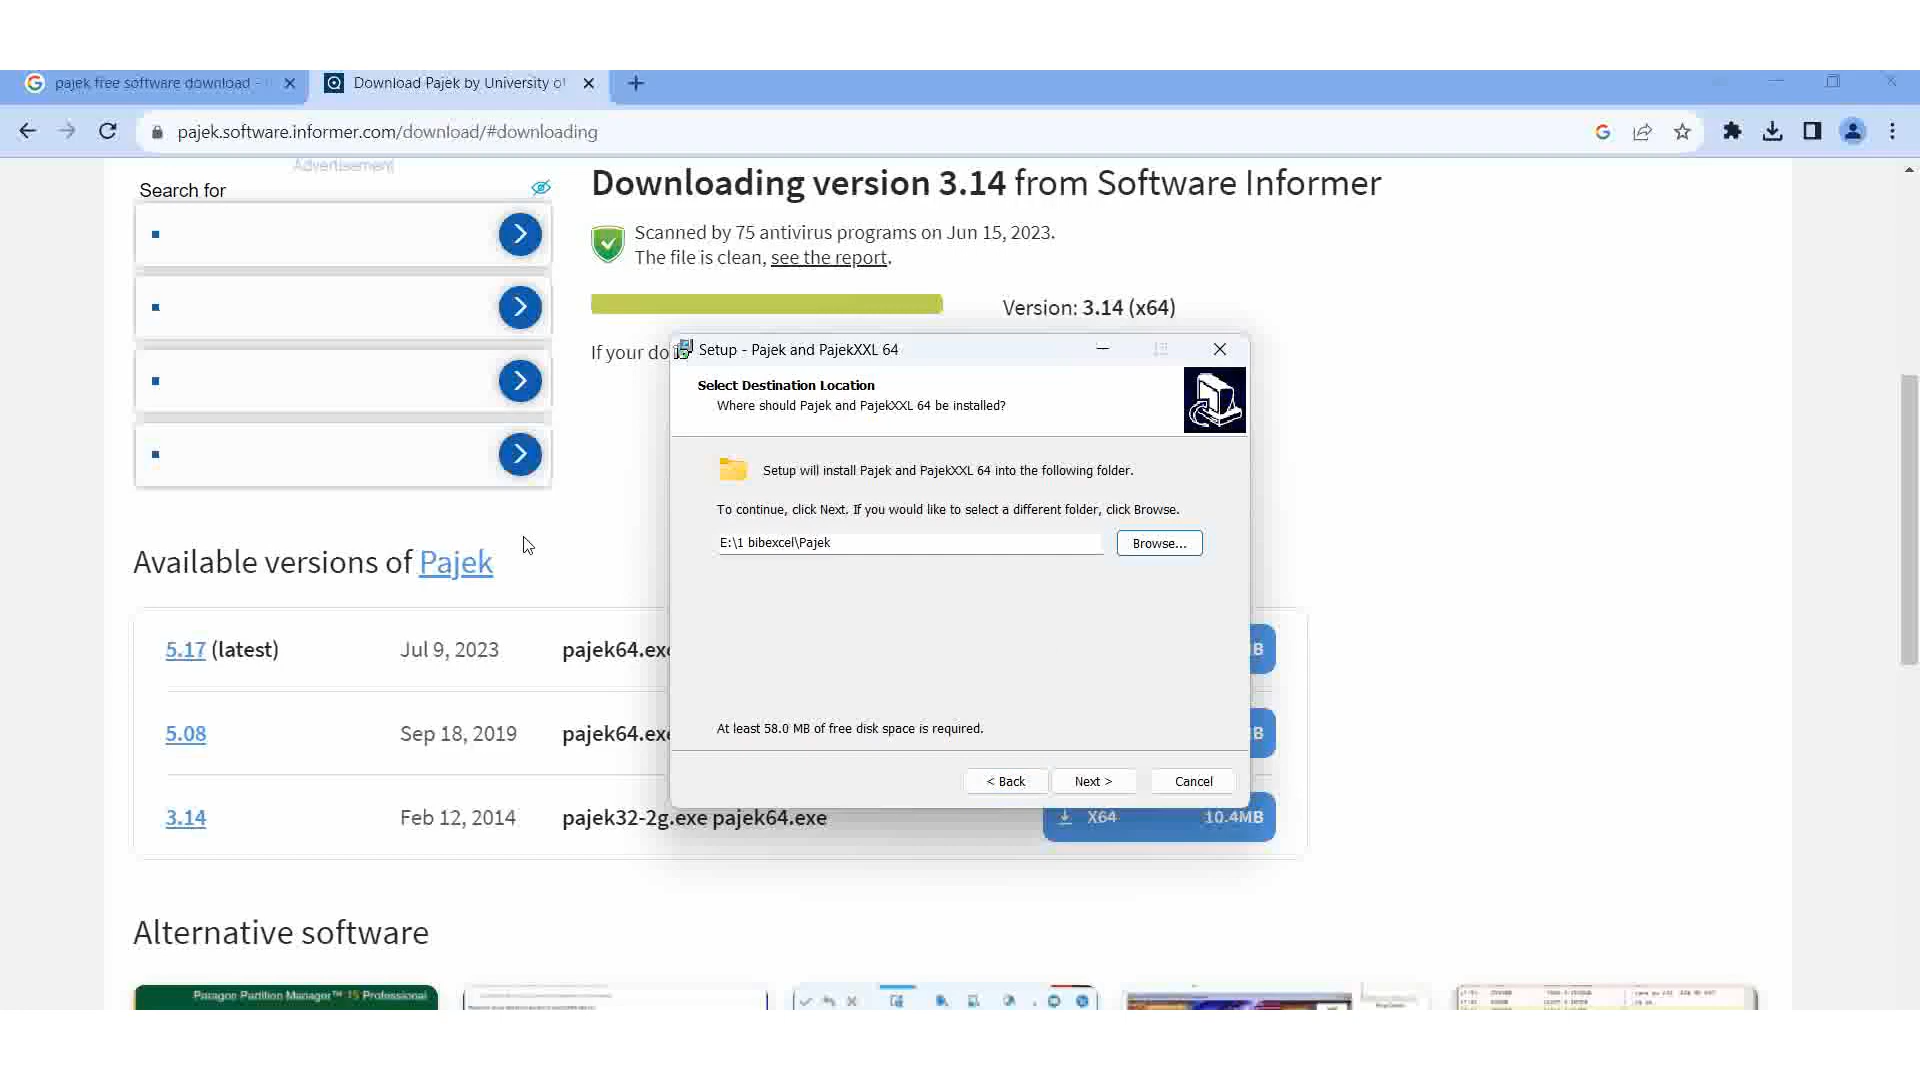 pajek free software download -
Download Pajek by University of
pajek.software.informer.com/download/#downloading
Advertisement
Search for
Downloading version 3.14 from Software Informer
Scanned by 75 antivirus programs on Jun 15, 2023.
The file is clean, see the report.
Version: 3.14 (x64)
If your do
Setup - Pajek and PajekXXL 64
Select Destination Location
Where should Pajek and PajekXXL 64 be installed?
Setup will install Pajek and PajekXXL 64 into the following folder.
To continue, click Next. If you would like to select a different folder, click Browse.
E:\1 bibexcel\Pajek
Browse...
At least 58.0 MB of free disk space is required.
< Back
Next >
Cancel
Available versions of Pajek
5.17 (latest) Jul 9, 2023 pajek64.exe
5.08 Sep 18, 2019 pajek64.exe
3.14 Feb 12, 2014 pajek32-2g.exe pajek64.exe X64 10.4MB
Alternative software
Paragon Partition Manager™ 15 Professional